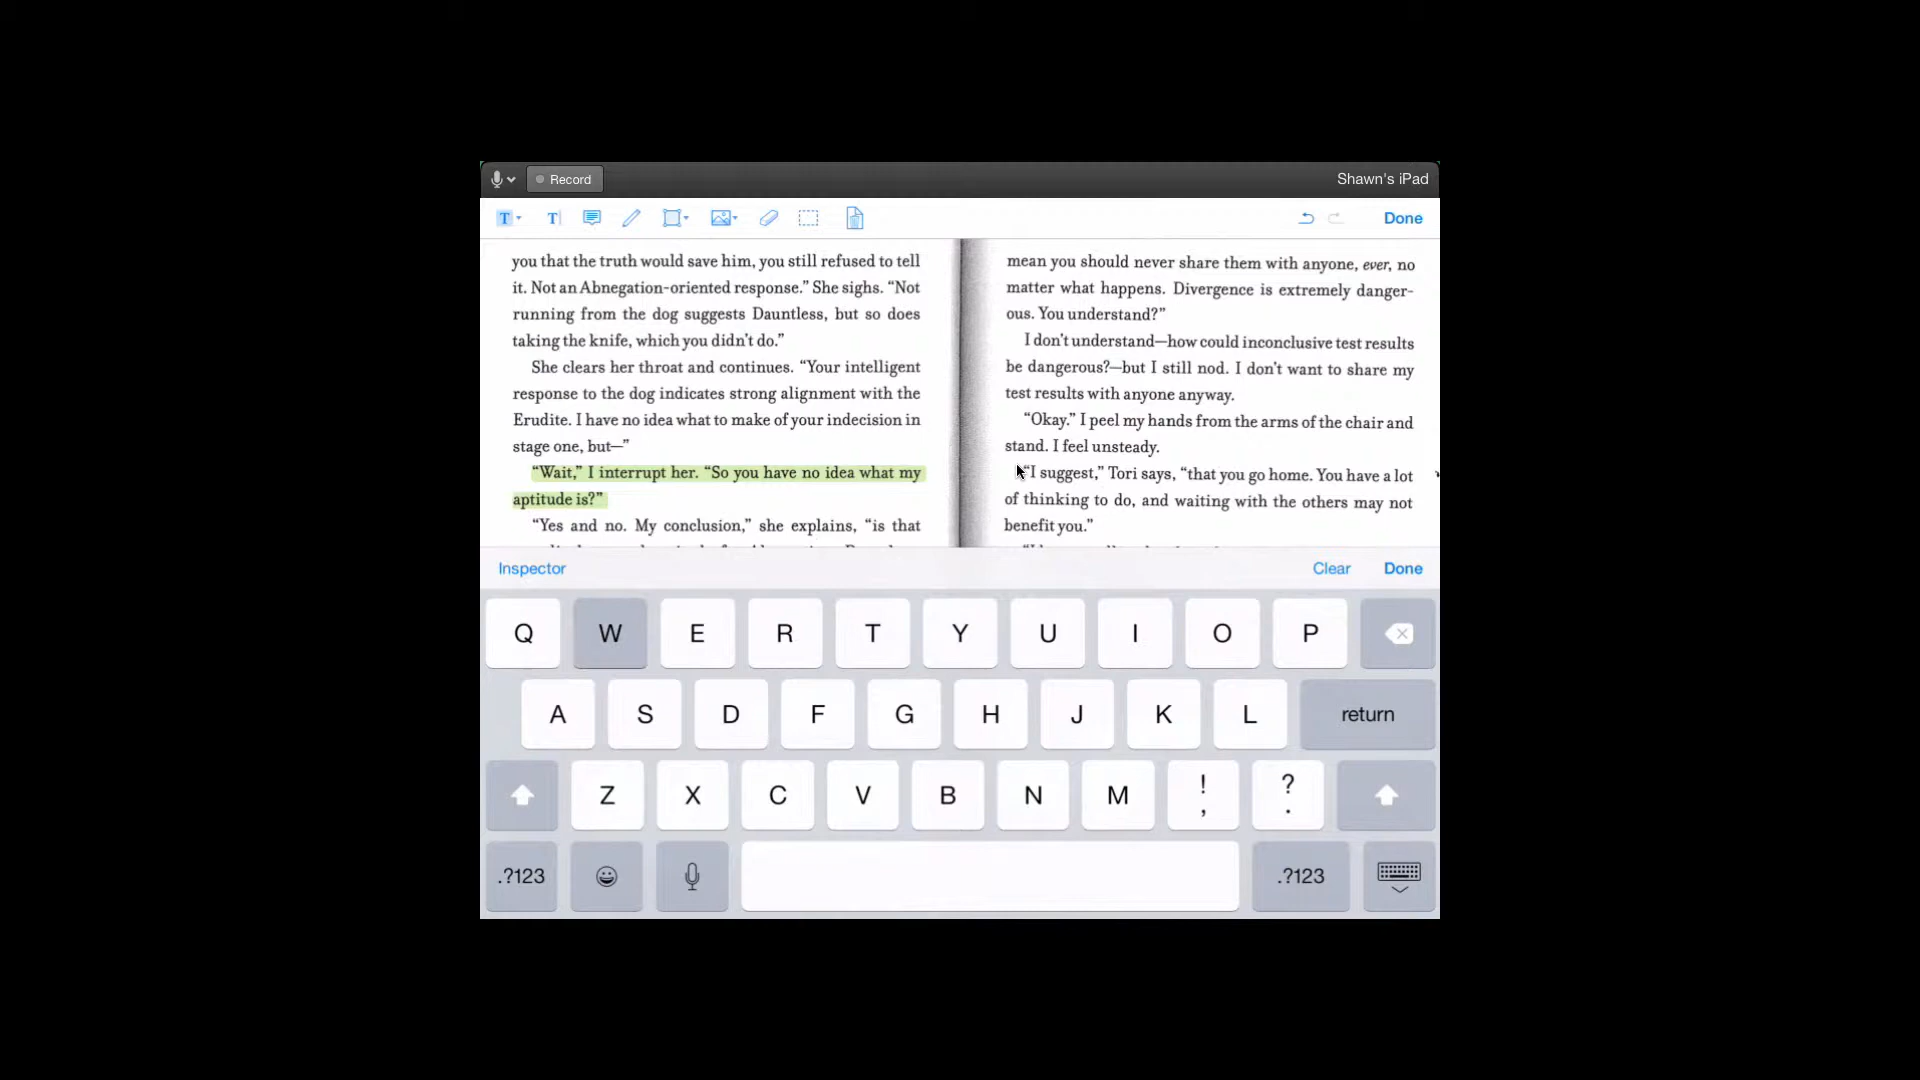 Record
Shawn's iPad
T
T
Done
you that the truth would save him, you still refused to tell
it. Not an Abnegation-oriented response.” She sighs. “Not
running from the dog suggests Dauntless, but so does
taking the knife, which you didn’t do.”
She clears her throat and continues. “Your intelligent
response to the dog indicates strong alignment with the
Erudite. I have no idea what to make of your indecision in
stage one, but—”
“Wait,” I interrupt her. “So you have no idea what my
aptitude is?”
“Yes and no. My conclusion,” she explains, “is that
mean you should never share them with anyone, ever, no
matter what happens. Divergence is extremely danger-
ous. You understand?”
I don’t understand—how could inconclusive test results
be dangerous?—but I still nod. I don’t want to share my
test results with anyone anyway.
“Okay.” I peel my hands from the arms of the chair and
stand. I feel unsteady.
“I suggest,” Tori says, “that you go home. You have a lot
of thinking to do, and waiting with the others may not
benefit you.”
Inspector
Clear
Done
Q W E R T Y U I O P
A S D F G H J K L return
Z X C V B N M ! , ? .
.?123
.?123